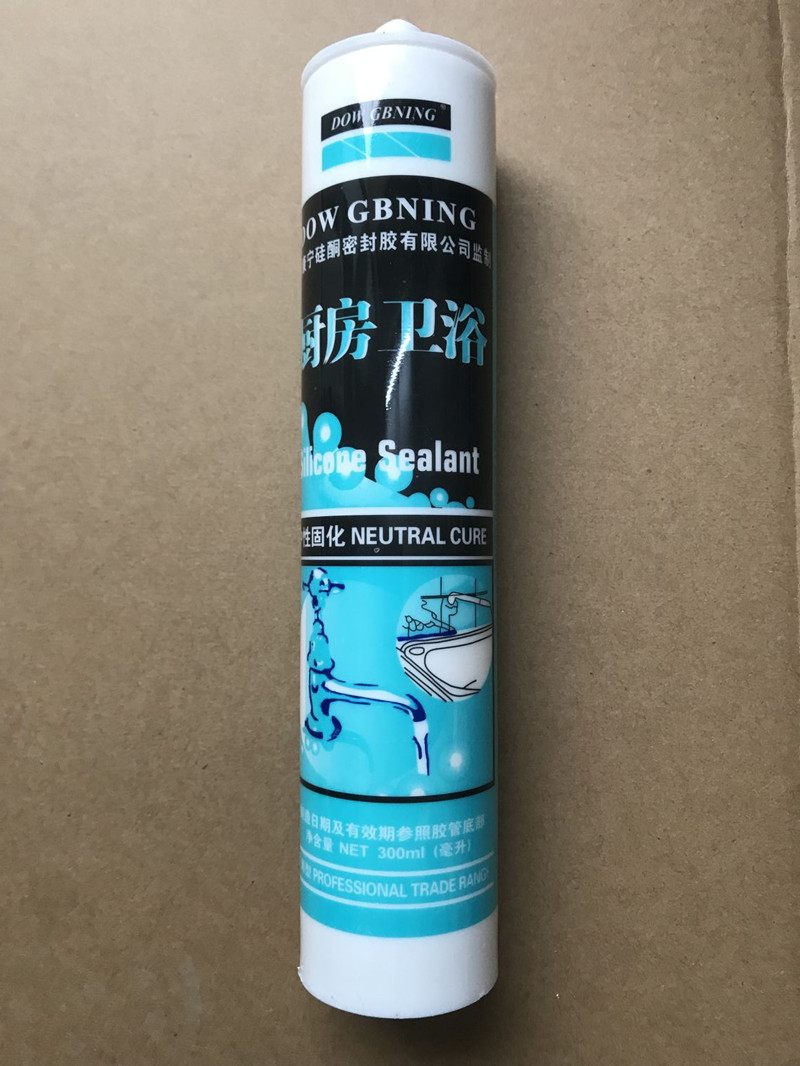 DOW GBNING®
DOW GBNING
宁硅酮密封胶有限公司监制
厨房 卫浴
Silicone Sealant
性固化 NEUTRAL CURE
日期及有效期参照胶管底部
净含量 NET 300ml (毫升)
型 PROFESSIONAL TRADE RANGE